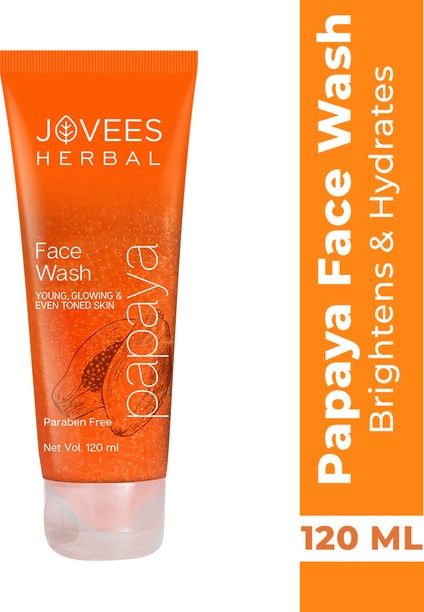 JOVEES
HERBAL
Face
Wash
YOUNG, GLOWING &
EVEN TONED SKIN
papaya
Paraben Free
Net Vol. 120 ml
Papaya Face Wash
Brightens & Hydrates
120 ML